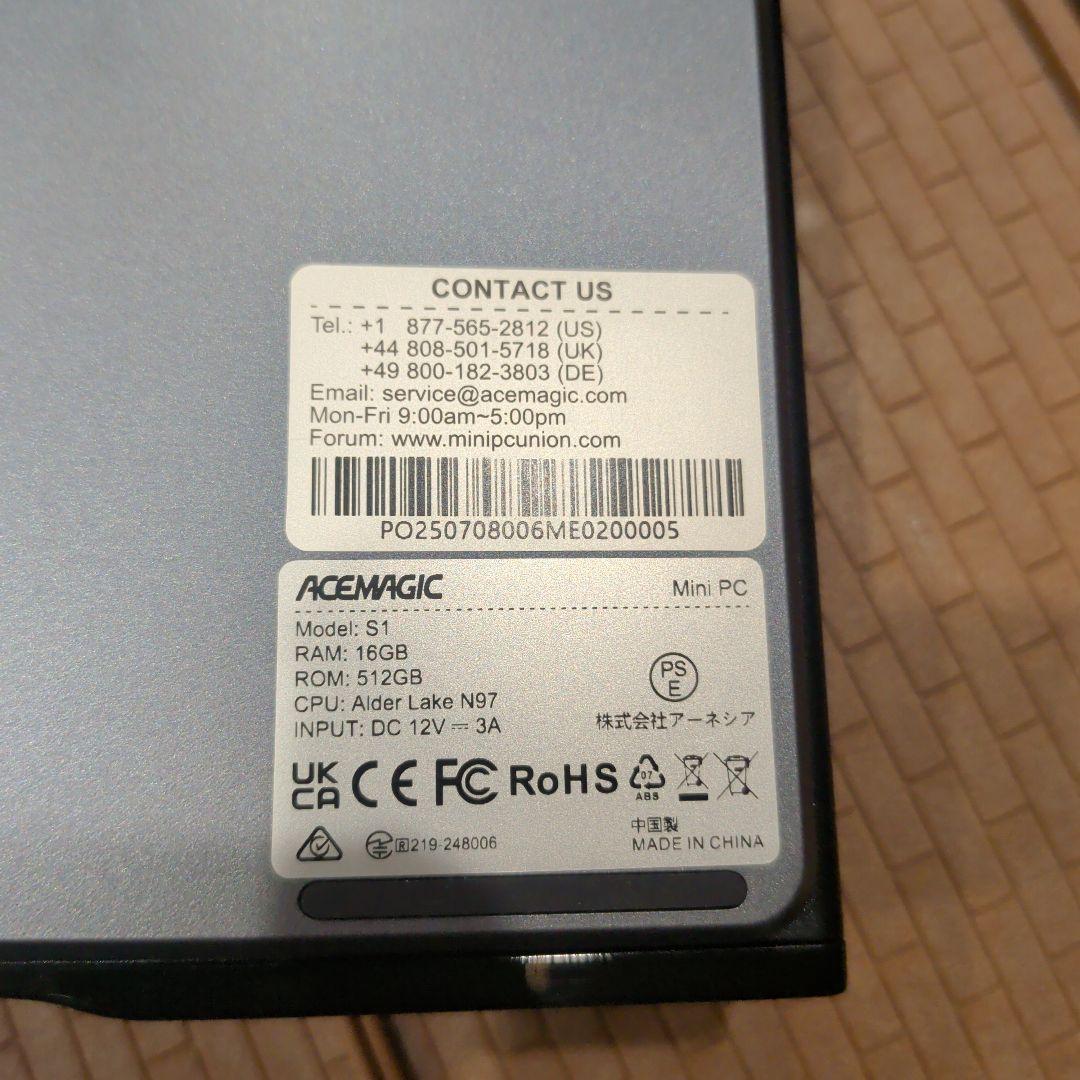 CONTACT US
Tel.: +1 877-565-2812 (US)
+44 808-501-5718 (UK)
+49 800-182-3803 (DE)
Email: service@acemagic.com
Mon-Fri 9:00am~5:00pm
Forum: www.minipcunion.com
PO250708006ME0200005
ACEMAGIC Mini PC
Model: S1
RAM: 16GB
ROM: 512GB
CPU: Alder Lake N97
INPUT: DC 12V ⎓ 3A
PS
E
株式会社アーネシア
UK
CA CE FC RoHS 07
ABS
R 219-248006
中国製
MADE IN CHINA